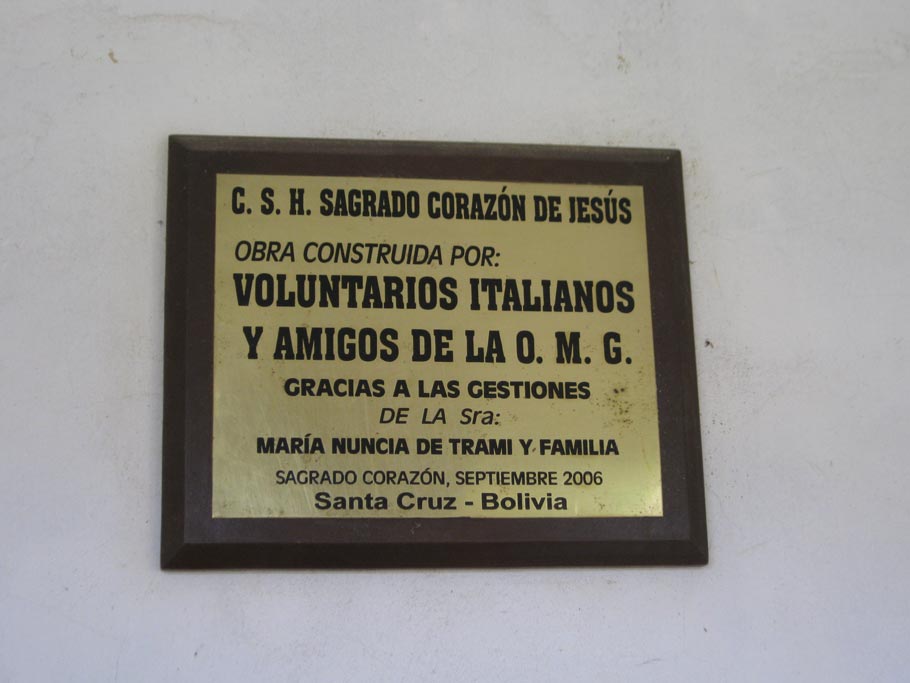 C. S. H. SAGRADO CORAZÓN DE JESÚS
OBRA CONSTRUIDA POR:
VOLUNTARIOS ITALIANOS
Y AMIGOS DE LA O. M. G.
GRACIAS A LAS GESTIONES
DE LA Sra:
MARÍA NUNCIA DE TRAMI Y FAMILIA
SAGRADO CORAZÓN, SEPTIEMBRE 2006
Santa Cruz - Bolivia